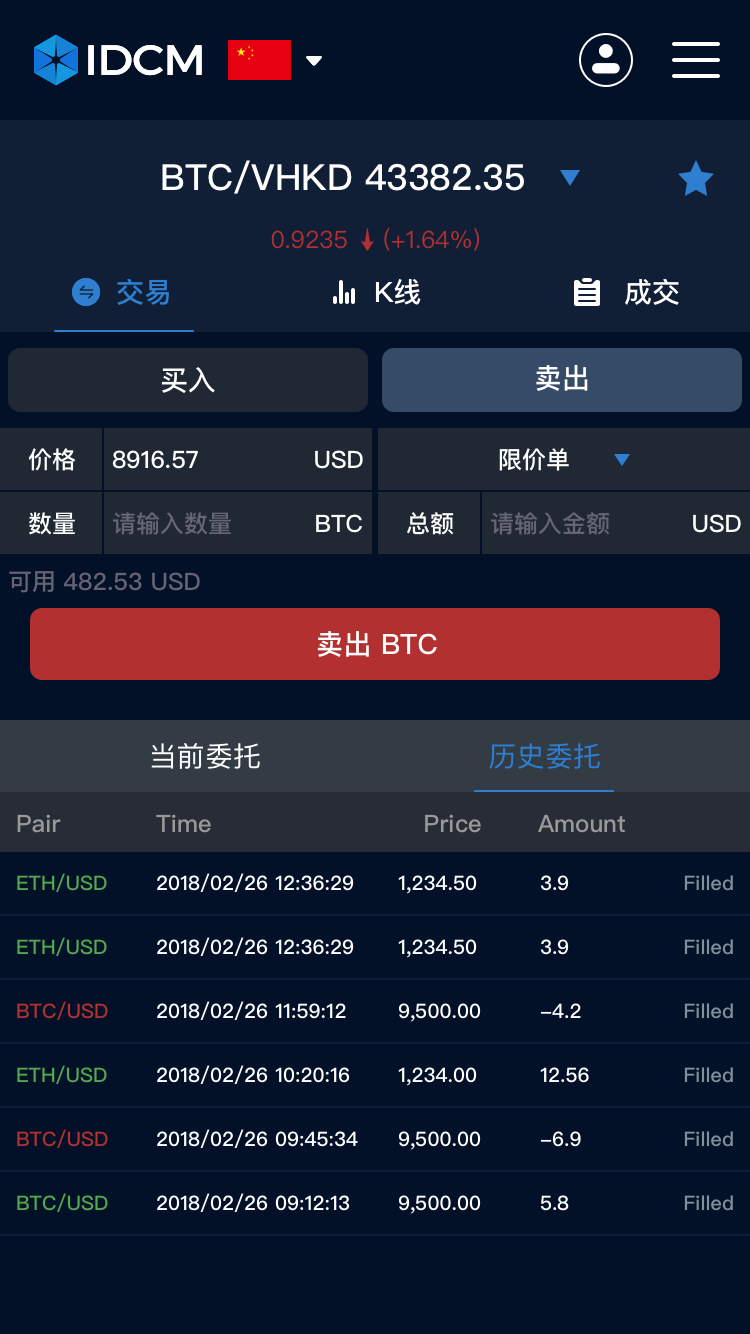 IDCM
BTC/VHKD 43382.35
0.9235 (+1.64%)
交易 K线 成交
买入 卖出
价格 8916.57 USD 限价单
数量 请输入数量 BTC 总额 请输入金额 USD
可用 482.53 USD
卖出 BTC
当前委托 历史委托
Pair Time Price Amount
ETH/USD 2018/02/26 12:36:29 1,234.50 3.9 Filled
ETH/USD 2018/02/26 12:36:29 1,234.50 3.9 Filled
BTC/USD 2018/02/26 11:59:12 9,500.00 −4.2 Filled
ETH/USD 2018/02/26 10:20:16 1,234.00 12.56 Filled
BTC/USD 2018/02/26 09:45:34 9,500.00 −6.9 Filled
BTC/USD 2018/02/26 09:12:13 9,500.00 5.8 Filled